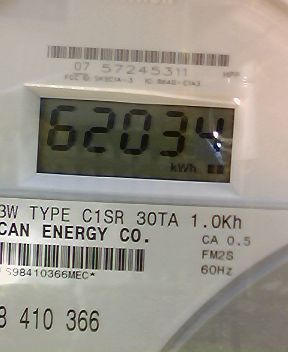 07 57245311
62034
kWh
3W TYPE C1SR 30TA 1.0Kh
CAN ENERGY CO.
CA 0.5
FM2S
60Hz
S98410366MEC*
8 410 366